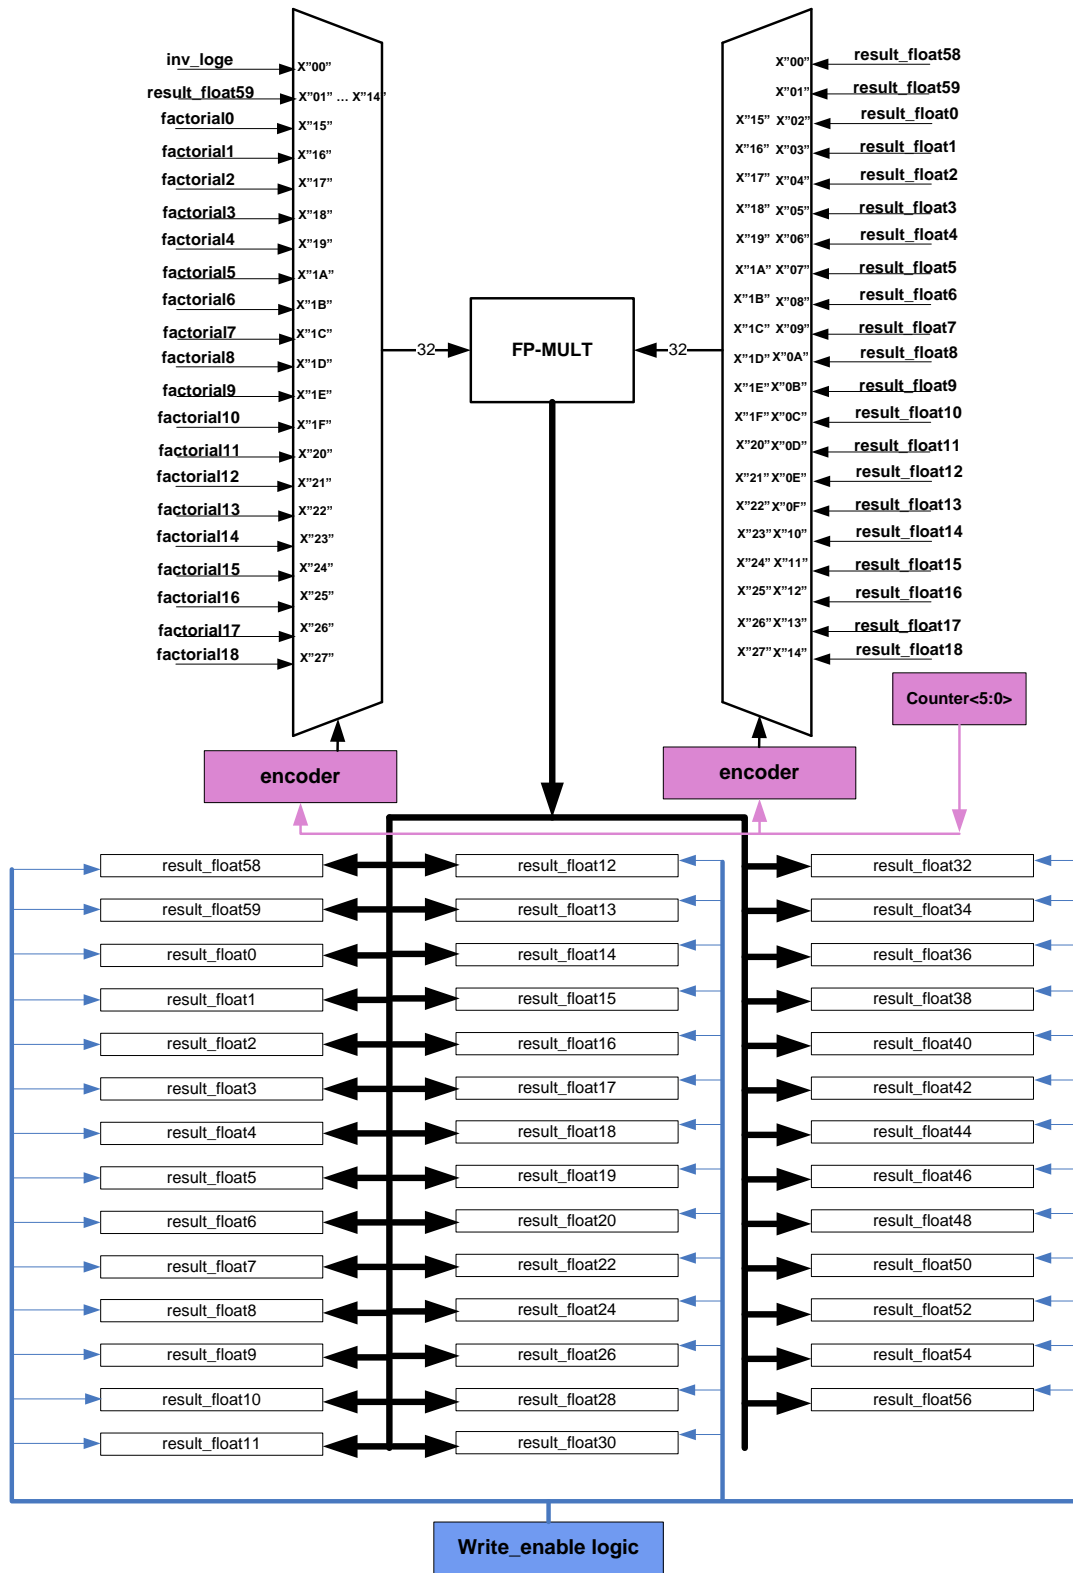 inv_loge
X"00"
result_float59
X"01" ... X"14"
factorial0
X"15"
factorial1
X"16"
factorial2
X"17"
factorial3
X"18"
factorial4
X"19"
factorial5
X"1A"
factorial6
X"1B"
factorial7
X"1C"
factorial8
X"1D"
factorial9
X"1E"
factorial10
X"1F"
factorial11
X"20"
factorial12
X"21"
factorial13
X"22"
factorial14
X"23"
factorial15
X"24"
factorial16
X"25"
factorial17
X"26"
factorial18
X"27"
32
FP-MULT
32
X"00"
result_float58
X"01"
result_float59
X"15" X"02"
result_float0
X"16" X"03"
result_float1
X"17" X"04"
result_float2
X"18" X"05"
result_float3
X"19" X"06"
result_float4
X"1A" X"07"
result_float5
X"1B" X"08"
result_float6
X"1C" X"09"
result_float7
X"1D" X"0A"
result_float8
X"1E" X"0B"
result_float9
X"1F" X"0C"
result_float10
X"20" X"0D"
result_float11
X"21" X"0E"
result_float12
X"22" X"0F"
result_float13
X"23" X"10"
result_float14
X"24" X"11"
result_float15
X"25" X"12"
result_float16
X"26" X"13"
result_float17
X"27" X"14"
result_float18
Counter<5:0>
encoder
encoder
result_float58
result_float59
result_float0
result_float1
result_float2
result_float3
result_float4
result_float5
result_float6
result_float7
result_float8
result_float9
result_float10
result_float11
result_float12
result_float13
result_float14
result_float15
result_float16
result_float17
result_float18
result_float19
result_float20
result_float22
result_float24
result_float26
result_float28
result_float30
result_float32
result_float34
result_float36
result_float38
result_float40
result_float42
result_float44
result_float46
result_float48
result_float50
result_float52
result_float54
result_float56
Write_enable logic